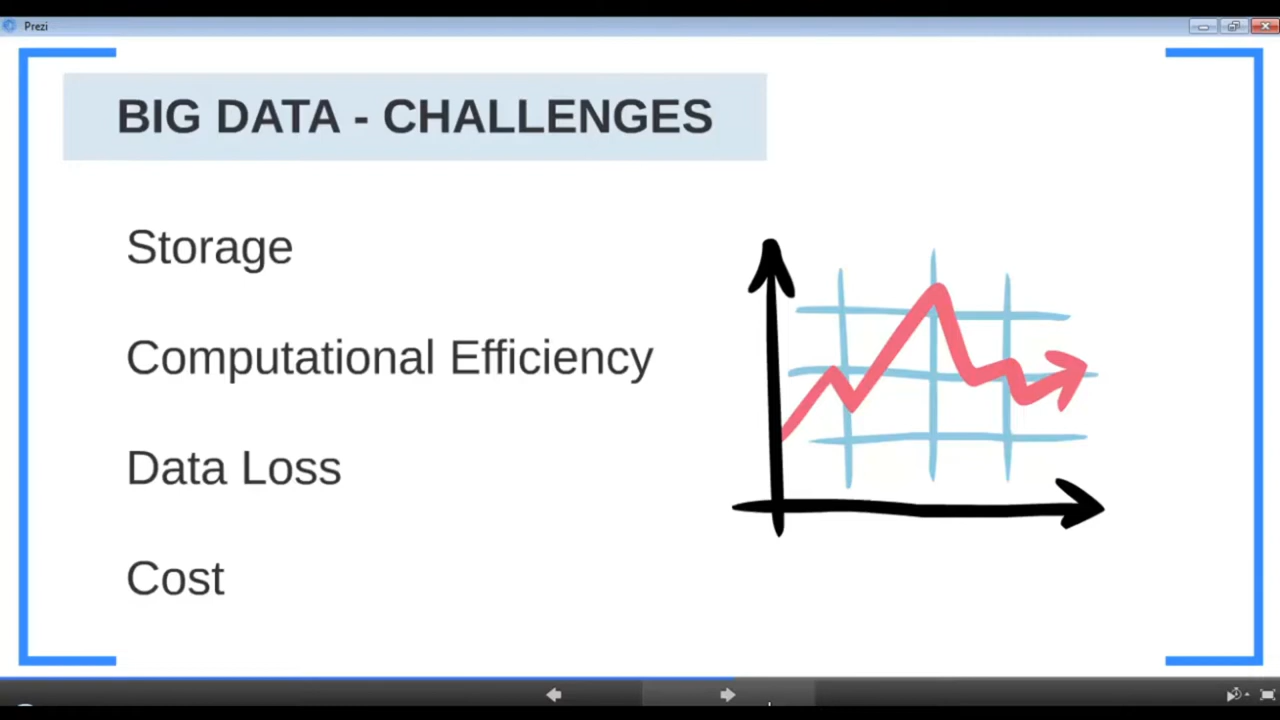 Prezi
BIG DATA - CHALLENGES
Storage
Computational Efficiency
Data Loss
Cost